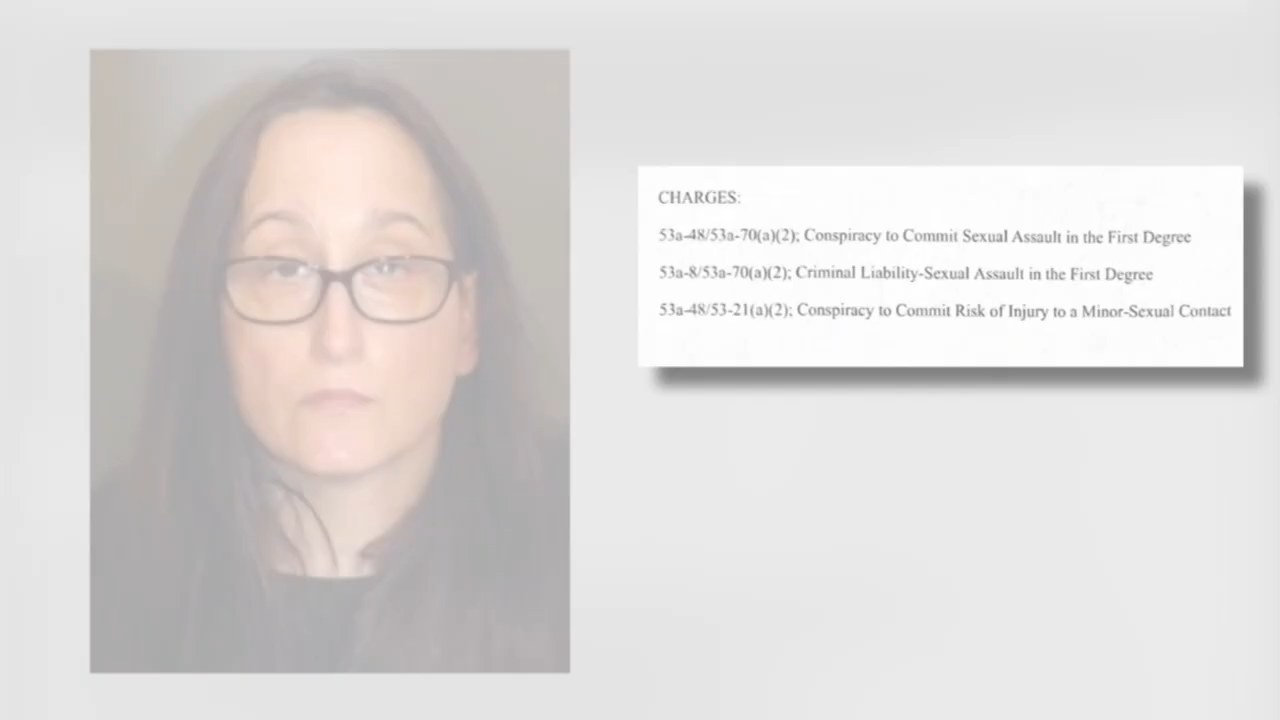 CHARGES:
53a-48/53a-70(a)(2); Conspiracy to Commit Sexual Assault in the First Degree
53a-8/53a-70(a)(2); Criminal Liability-Sexual Assault in the First Degree
53a-48/53-21(a)(2); Conspiracy to Commit Risk of Injury to a Minor-Sexual Contact